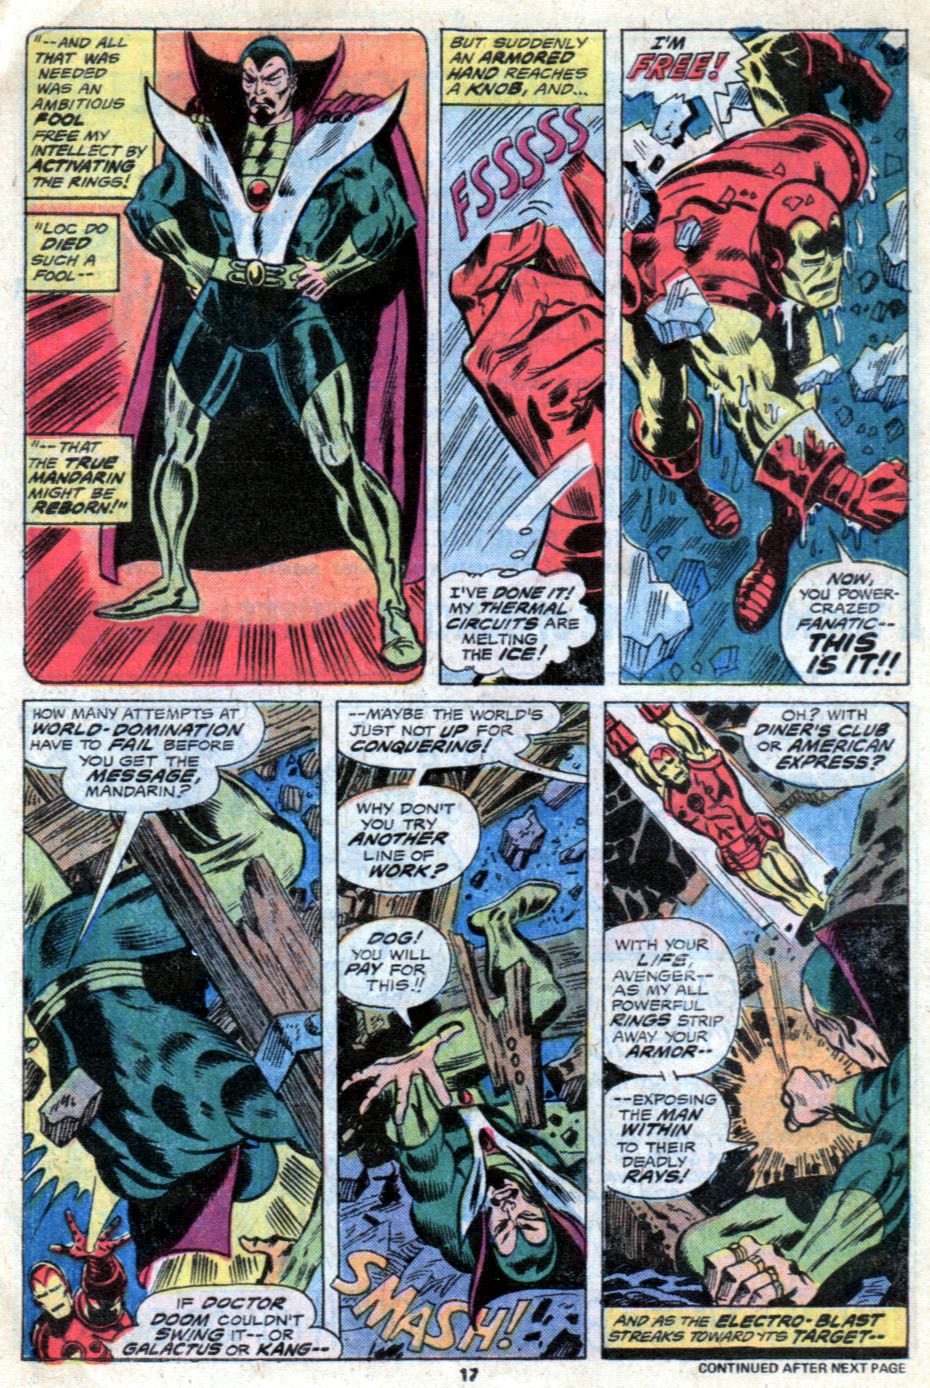 "--AND ALL
THAT WAS
NEEDED
WAS AN
AMBITIOUS
FOOL
FREE MY
INTELLECT BY
ACTIVATING
THE RINGS!
"LOC DO
DIED
SUCH A
FOOL--
"--THAT
THE TRUE
MANDARIN
MIGHT BE
REBORN!"
BUT SUDDENLY
AN ARMORED
HAND REACHES
A KNOB, AND...
FSSSSS
I'VE DONE IT!
MY THERMAL
CIRCUITS ARE
MELTING
THE ICE!
I'M
FREE!
NOW,
YOU POWER-
CRAZED
FANATIC--
THIS
IS IT!!
HOW MANY ATTEMPTS AT
WORLD-DOMINATION
HAVE TO FAIL BEFORE
YOU GET THE
MESSAGE,
MANDARIN?
IF DOCTOR
DOOM COULDN'T
SWING IT-- OR
GALACTUS OR KANG--
--MAYBE THE WORLD'S
JUST NOT UP FOR
CONQUERING!
WHY DON'T
YOU TRY
ANOTHER
LINE OF
WORK?
DOG!
YOU WILL
PAY FOR
THIS!!
SMASH!
OH? WITH
DINER'S CLUB
OR AMERICAN
EXPRESS?
WITH YOUR
LIFE,
AVENGER--
AS MY ALL
POWERFUL
RINGS STRIP
AWAY YOUR
ARMOR--
--EXPOSING
THE MAN
WITHIN
TO THEIR
DEADLY
RAYS!
AND AS THE ELECTRO-BLAST
STREAKS TOWARD ITS TARGET--
17
CONTINUED AFTER NEXT PAGE